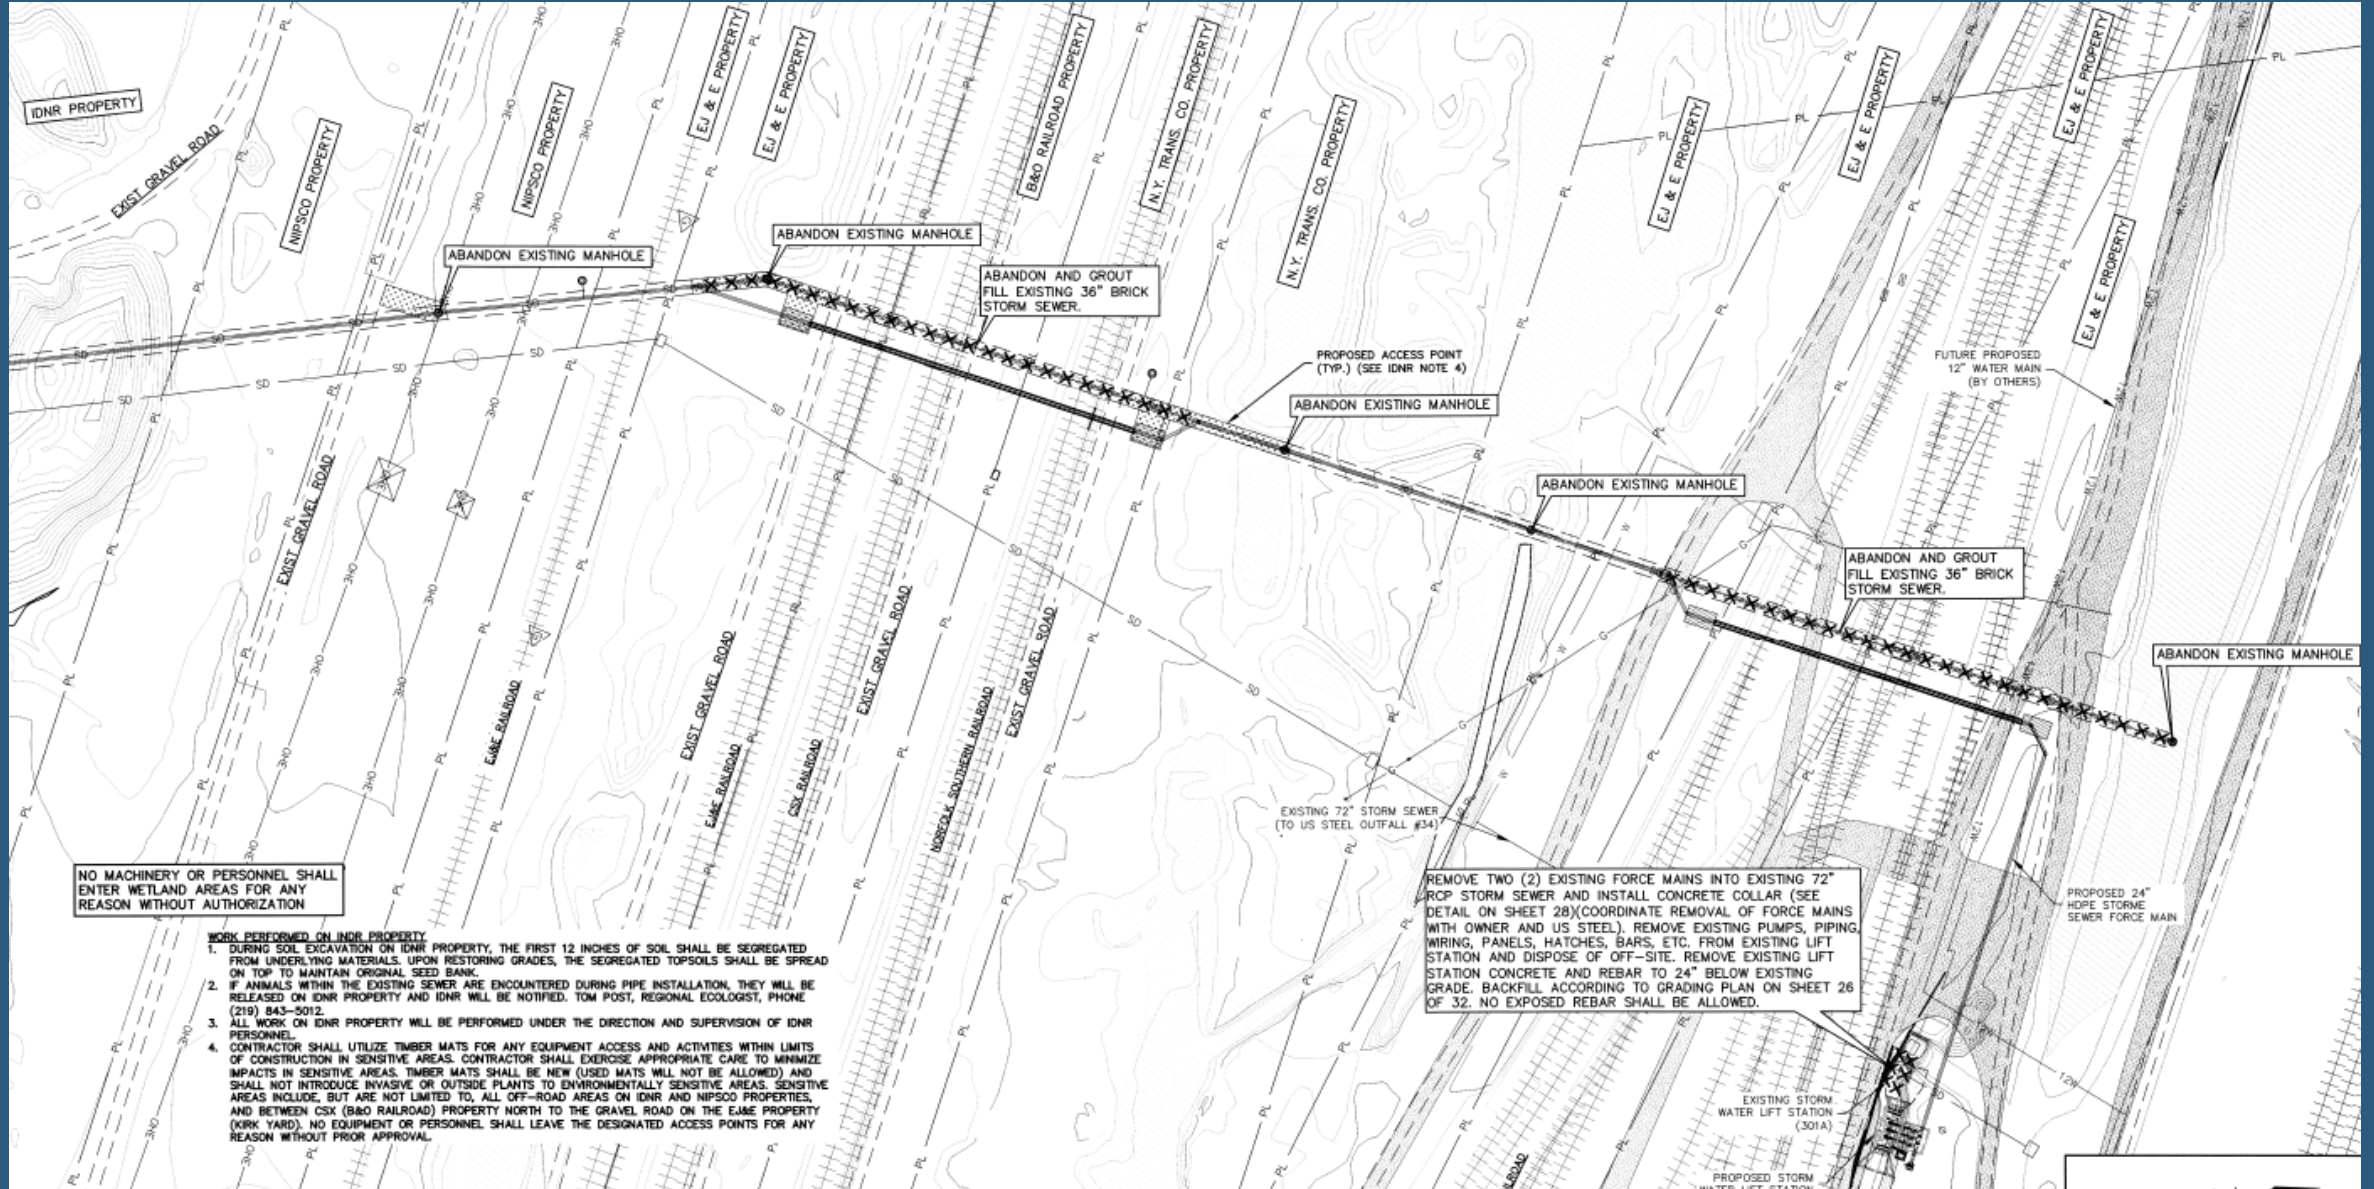 IDNR PROPERTY
EXIST GRAVEL ROAD
NIPSCO PROPERTY
NIPSCO PROPERTY
EJ & E PROPERTY
EJ & E PROPERTY
B&O RAILROAD PROPERTY
N.Y. TRANS. CO. PROPERTY
N.Y. TRANS. CO. PROPERTY
EJ & E PROPERTY
EJ & E PROPERTY
EJ & E PROPERTY
EJ & E PROPERTY
ABANDON EXISTING MANHOLE
ABANDON EXISTING MANHOLE
ABANDON AND GROUT
FILL EXISTING 36" BRICK
STORM SEWER.
PROPOSED ACCESS POINT
(TYP.) (SEE IDNR NOTE 4)
ABANDON EXISTING MANHOLE
FUTURE PROPOSED
12" WATER MAIN
(BY OTHERS)
ABANDON EXISTING MANHOLE
ABANDON AND GROUT
FILL EXISTING 36" BRICK
STORM SEWER.
ABANDON EXISTING MANHOLE
EXIST GRAVEL ROAD
EJ&E RAILROAD
EXIST GRAVEL ROAD
EJ&E RAILROAD
CSX RAILROAD
EXIST GRAVEL ROAD
NORFOLK SOUTHERN RAILROAD
EXIST GRAVEL ROAD
EXISTING 72" STORM SEWER
(TO US STEEL OUTFALL #34)
NO MACHINERY OR PERSONNEL SHALL
ENTER WETLAND AREAS FOR ANY
REASON WITHOUT AUTHORIZATION
WORK PERFORMED ON INDR PROPERTY
1. DURING SOIL EXCAVATION ON IDNR PROPERTY, THE FIRST 12 INCHES OF SOIL SHALL BE SEGREGATED
FROM UNDERLYING MATERIALS. UPON RESTORING GRADES, THE SEGREGATED TOPSOILS SHALL BE SPREAD
ON TOP TO MAINTAIN ORIGINAL SEED BANK.
2. IF ANIMALS WITHIN THE EXISTING SEWER ARE ENCOUNTERED DURING PIPE INSTALLATION, THEY WILL BE
RELEASED ON IDNR PROPERTY AND IDNR WILL BE NOTIFIED. TOM POST, REGIONAL ECOLOGIST, PHONE
(219) 843-5012.
3. ALL WORK ON IDNR PROPERTY WILL BE PERFORMED UNDER THE DIRECTION AND SUPERVISION OF IDNR
PERSONNEL.
4. CONTRACTOR SHALL UTILIZE TIMBER MATS FOR ANY EQUIPMENT ACCESS AND ACTIVITIES WITHIN LIMITS
OF CONSTRUCTION IN SENSITIVE AREAS. CONTRACTOR SHALL EXERCISE APPROPRIATE CARE TO MINIMIZE
IMPACTS IN SENSITIVE AREAS. TIMBER MATS SHALL BE NEW (USED MATS WILL NOT BE ALLOWED) AND
SHALL NOT INTRODUCE INVASIVE OR OUTSIDE PLANTS TO ENVIRONMENTALLY SENSITIVE AREAS. SENSITIVE
AREAS INCLUDE, BUT ARE NOT LIMITED TO, ALL OFF-ROAD AREAS ON IDNR AND NIPSCO PROPERTIES,
AND BETWEEN CSX (B&O RAILROAD) PROPERTY NORTH TO THE GRAVEL ROAD ON THE EJ&E PROPERTY
(KIRK YARD). NO EQUIPMENT OR PERSONNEL SHALL LEAVE THE DESIGNATED ACCESS POINTS FOR ANY
REASON WITHOUT PRIOR APPROVAL.
REMOVE TWO (2) EXISTING FORCE MAINS INTO EXISTING 72"
RCP STORM SEWER AND INSTALL CONCRETE COLLAR (SEE
DETAIL ON SHEET 28)(COORDINATE REMOVAL OF FORCE MAINS
WITH OWNER AND US STEEL). REMOVE EXISTING PUMPS, PIPING,
WIRING, PANELS, HATCHES, BARS, ETC. FROM EXISTING LIFT
STATION AND DISPOSE OF OFF-SITE. REMOVE EXISTING LIFT
STATION CONCRETE AND REBAR TO 24" BELOW EXISTING
GRADE. BACKFILL ACCORDING TO GRADING PLAN ON SHEET 26
OF 32. NO EXPOSED REBAR SHALL BE ALLOWED.
PROPOSED 24"
HDPE STORME
SEWER FORCE MAIN
EXISTING STORM
WATER LIFT STATION
(301A)
PROPOSED STORM
WATER LIFT STATION